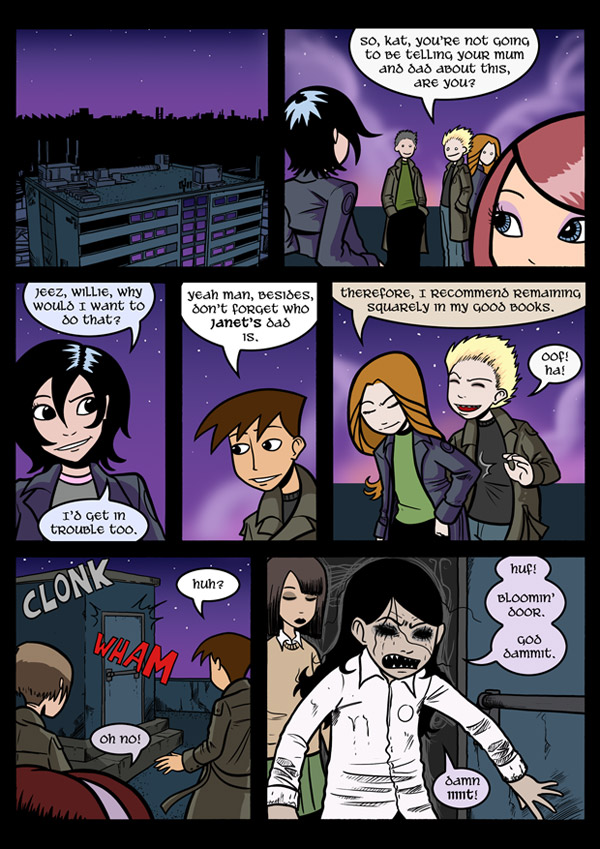 So, Kat, you're not going
to be telling your mum
and dad about this,
are you?
Jeez, Willie, why
would I want to
do that?
I'd get in
trouble too.
Yeah man, besides,
don't forget who
Janet's dad
is.
Therefore, I recommend remaining
squarely in my good books.
Oof!
Ha!
CLONK
WHAM
Huh?
Oh no!
Huf!
Bloomin'
door.
God
dammit.
Damn